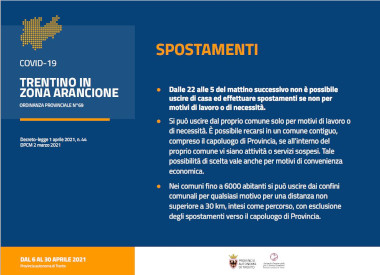 COVID-19
TRENTINO IN
ZONA ARANCIONE
ORDINANZA PROVINCIALE N°68
Decreto-legge 1 aprile 2021, n. 44
DPCM 2 marzo 2021
SPOSTAMENTI
Dalle 22 alle 5 del mattino successivo non è possibile
uscire di casa ed effettuare spostamenti se non per
motivi di lavoro o di necessità.
Si può uscire dal proprio comune solo per motivi di lavoro o
di necessità. È possibile recarsi in un comune contiguo,
compreso il capoluogo di Provincia, se all'interno del
proprio comune vi siano attività o servizi sospesi. Tale
possibilità di scelta vale anche per motivi di convenienza
economica.
Nei comuni fino a 6000 abitanti si può uscire dai confini
comunali per qualsiasi motivo per una distanza non
superiore a 30 km, intesi come percorso, con esclusione
degli spostamenti verso il capoluogo di Provincia.
DAL 6 AL 30 APRILE 2021
PROVINCIA
AUTONOMA
DI TRENTO